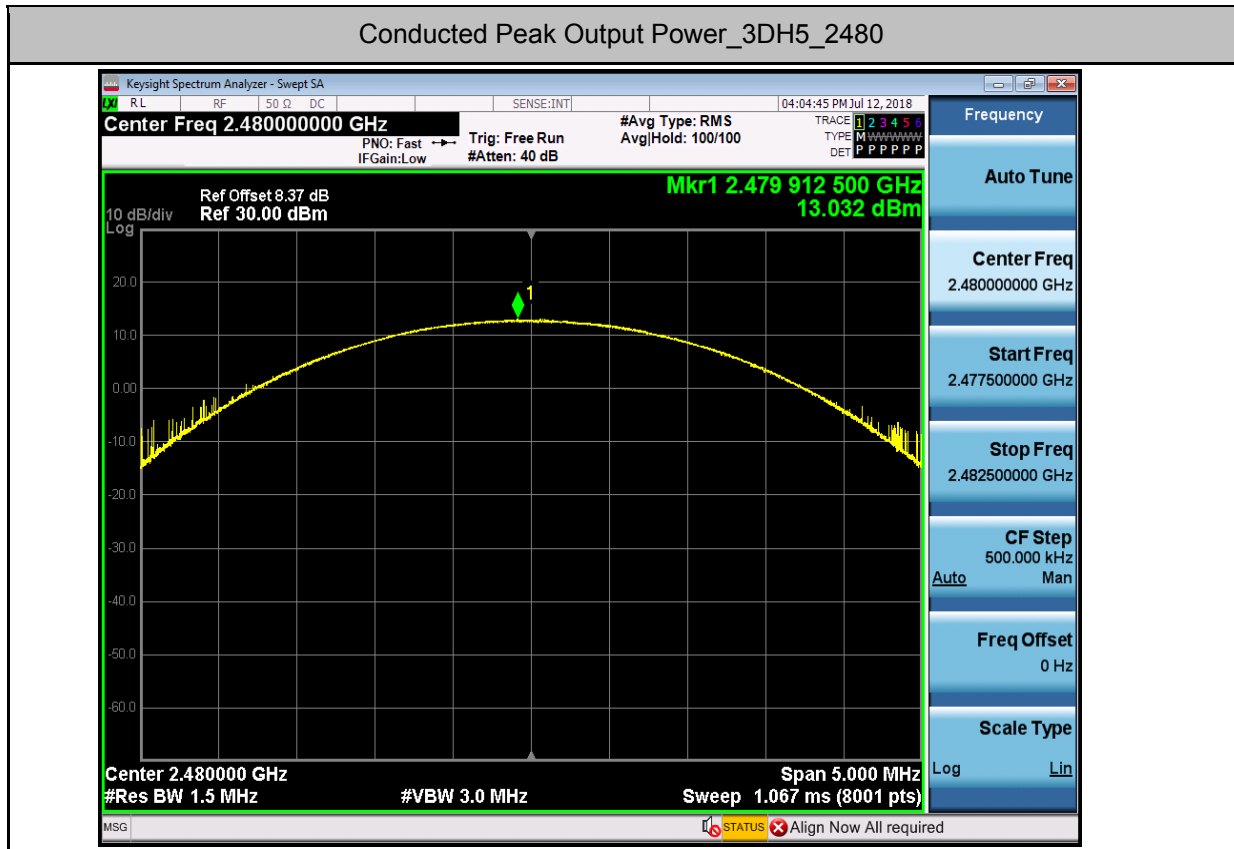 Conducted Peak Output Power_3DH5_2480
Keysight Spectrum Analyzer - Swept SA
LXI RL RF 50 Ω DC SENSE:INT 04:04:45 PM Jul 12, 2018
Center Freq 2.480000000 GHz
PNO: Fast
IFGain:Low
Trig: Free Run
#Atten: 40 dB
#Avg Type: RMS
Avg|Hold: 100/100
TRACE 1 2 3 4 5 6
TYPE M W W W W W
DET P P P P P P
Ref Offset 8.37 dB
Ref 30.00 dBm
10 dB/div
Log
Mkr1 2.479 912 500 GHz
13.032 dBm
1
20.0
10.0
0.00
-10.0
-20.0
-30.0
-40.0
-50.0
-60.0
Center 2.480000 GHz
Span 5.000 MHz
#Res BW 1.5 MHz
#VBW 3.0 MHz
Sweep 1.067 ms (8001 pts)
MSG
STATUS
Align Now All required
Frequency
Auto Tune
Center Freq
2.480000000 GHz
Start Freq
2.477500000 GHz
Stop Freq
2.482500000 GHz
CF Step
500.000 kHz
Auto Man
Freq Offset
0 Hz
Scale Type
Log Lin